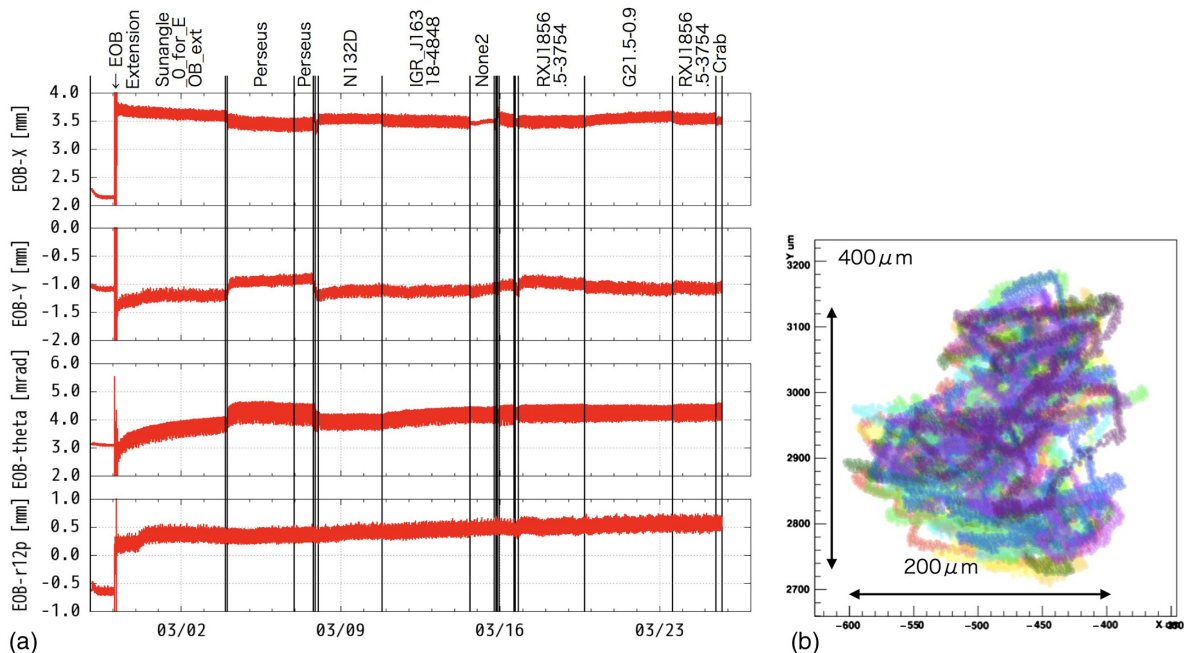 ← EOB
Extension
Sunangle
_0_for_E
OB_ext
Perseus
Perseus
N132D
IGR_J163
18-4848
None2
RXJ1856
.5-3754
G21.5-0.9
RXJ1856
.5-3754
Crab
EOB-X [mm]
4.0
3.5
3.0
2.5
2.0
EOB-Y [mm]
0.0
-0.5
-1.0
-1.5
-2.0
EOB-theta [mrad]
6.0
5.0
4.0
3.0
2.0
EOB-r12p [mm]
1.0
0.5
0.0
-0.5
-1.0
03/02
03/09
03/16
03/23
(a)
Y um
3200
3100
3000
2900
2800
2700
400μm
200μm
-600
-550
-500
-450
-400
X
(b)